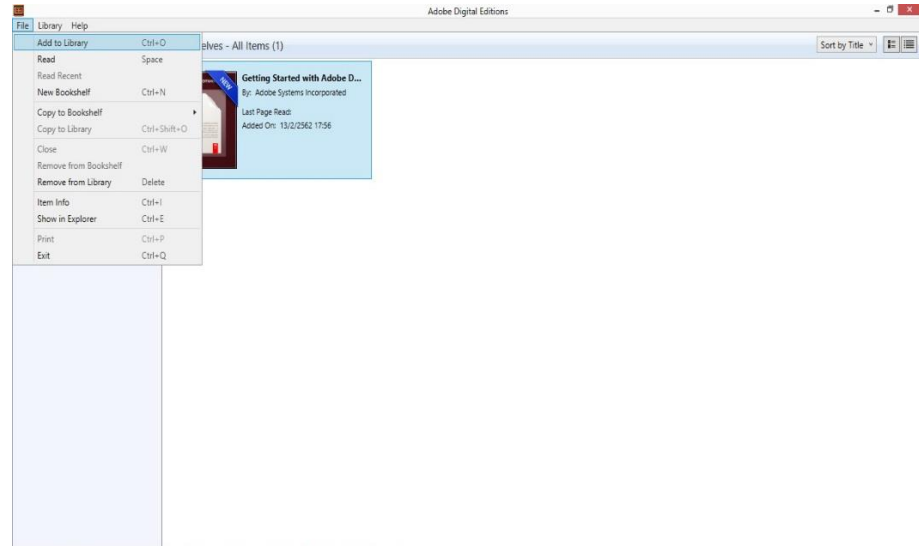 Adobe Digital Editions
File Library Help
Add to Library Ctrl+O
Read Space
Read Recent
New Bookshelf Ctrl+N
Copy to Bookshelf
Copy to Library Ctrl+Shift+O
Close Ctrl+W
Remove from Bookshelf
Remove from Library Delete
Item Info Ctrl+I
Show in Explorer Ctrl+E
Print Ctrl+P
Exit Ctrl+Q
elves - All Items (1)
Sort by Title
NEW
Getting Started with Adobe D...
By: Adobe Systems Incorporated
Last Page Read:
Added On: 13/2/2562 17:56